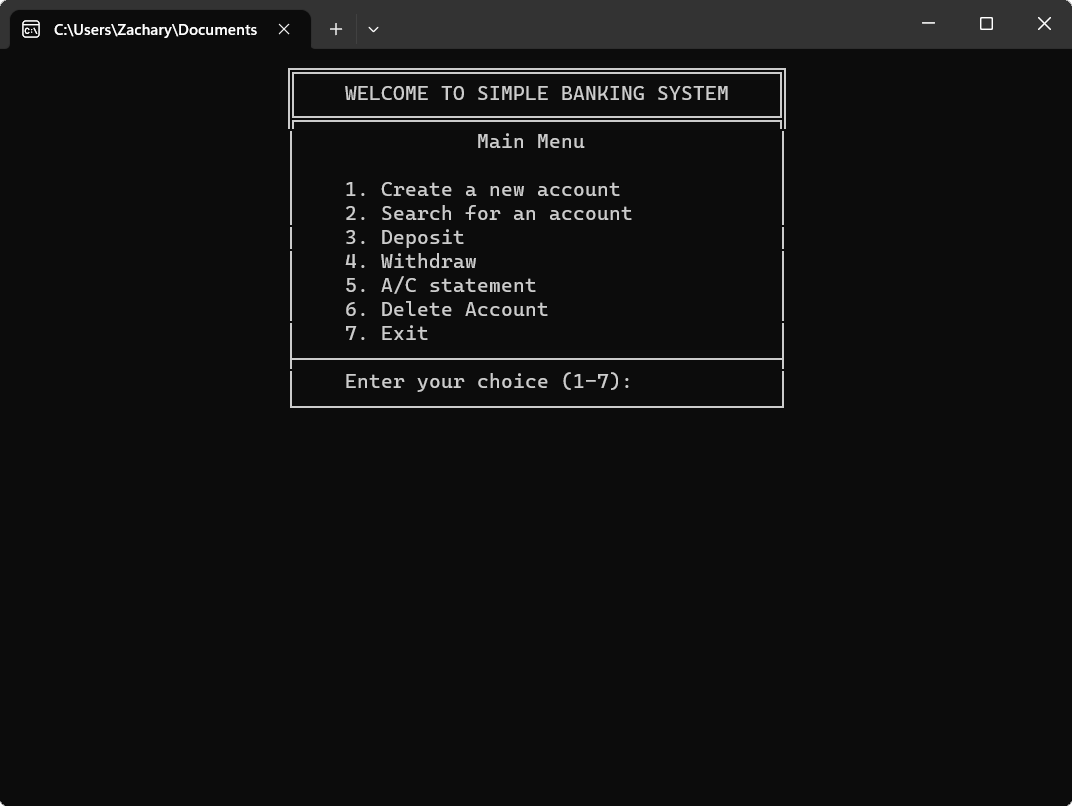 C:\Users\Zachary\Documents
WELCOME TO SIMPLE BANKING SYSTEM
Main Menu
1. Create a new account
2. Search for an account
3. Deposit
4. Withdraw
5. A/C statement
6. Delete Account
7. Exit
Enter your choice (1-7):